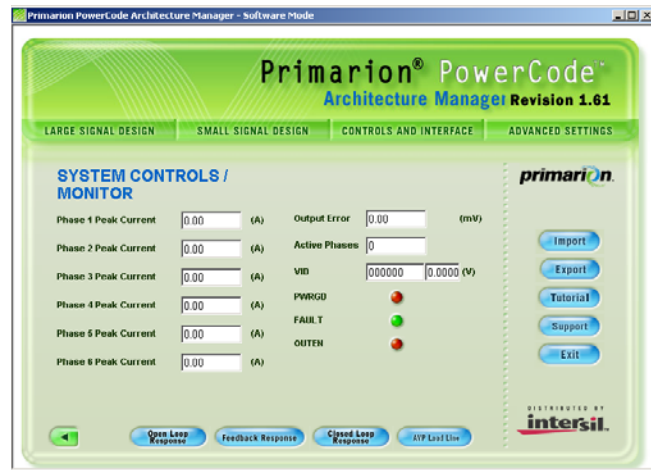 Primarion PowerCode Architecture Manager - Software Mode
Primarion® PowerCode™
Architecture Manager Revision 1.61
LARGE SIGNAL DESIGN
SMALL SIGNAL DESIGN
CONTROLS AND INTERFACE
ADVANCED SETTINGS
SYSTEM CONTROLS /
MONITOR
primarion.
Phase 1 Peak Current 0.00 (A)
Phase 2 Peak Current 0.00 (A)
Phase 3 Peak Current 0.00 (A)
Phase 4 Peak Current 0.00 (A)
Phase 5 Peak Current 0.00 (A)
Phase 6 Peak Current 0.00 (A)
Output Error 0.00 (mV)
Active Phases 0
VID 000000 0.0000 (V)
PWRGD
FAULT
OUTEN
Import
Export
Tutorial
Support
Exit
DISTRIBUTED BY
intersil.
Open Loop
Response
Feedback Response
Closed Loop
Response
AVP Load Line